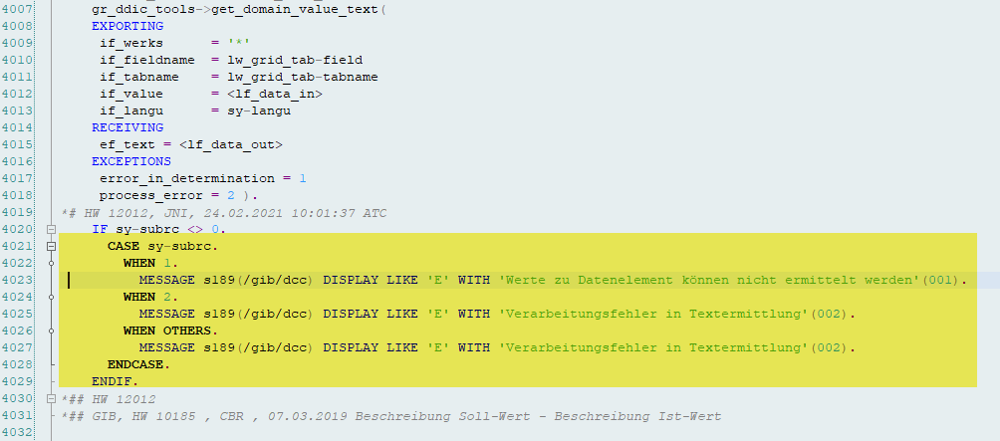 4007 gr_ddic_tools->get_domain_value_text(
4008 EXPORTING
4009 if_werks = '*'
4010 if_fieldname = lw_grid_tab-field
4011 if_tabname = lw_grid_tab-tabname
4012 if_value = <lf_data_in>
4013 if_langu = sy-langu
4014 RECEIVING
4015 ef_text = <lf_data_out>
4016 EXCEPTIONS
4017 error_in_determination = 1
4018 process_error = 2 ).
4019 *# HW 12012, JNI, 24.02.2021 10:01:37 ATC
4020 IF sy-subrc <> 0.
4021 CASE sy-subrc.
4022 WHEN 1.
4023 MESSAGE s189(/gib/dcc) DISPLAY LIKE 'E' WITH 'Werte zu Datenelement können nicht ermittelt werden'(001).
4024 WHEN 2.
4025 MESSAGE s189(/gib/dcc) DISPLAY LIKE 'E' WITH 'Verarbeitungsfehler in Textermittlung'(002).
4026 WHEN OTHERS.
4027 MESSAGE s189(/gib/dcc) DISPLAY LIKE 'E' WITH 'Verarbeitungsfehler in Textermittlung'(002).
4028 ENDCASE.
4029 ENDIF.
4030 *## HW 12012
4031 *## GIB, HW 10185 , CBR , 07.03.2019 Beschreibung Soll-Wert - Beschreibung Ist-Wert
4032